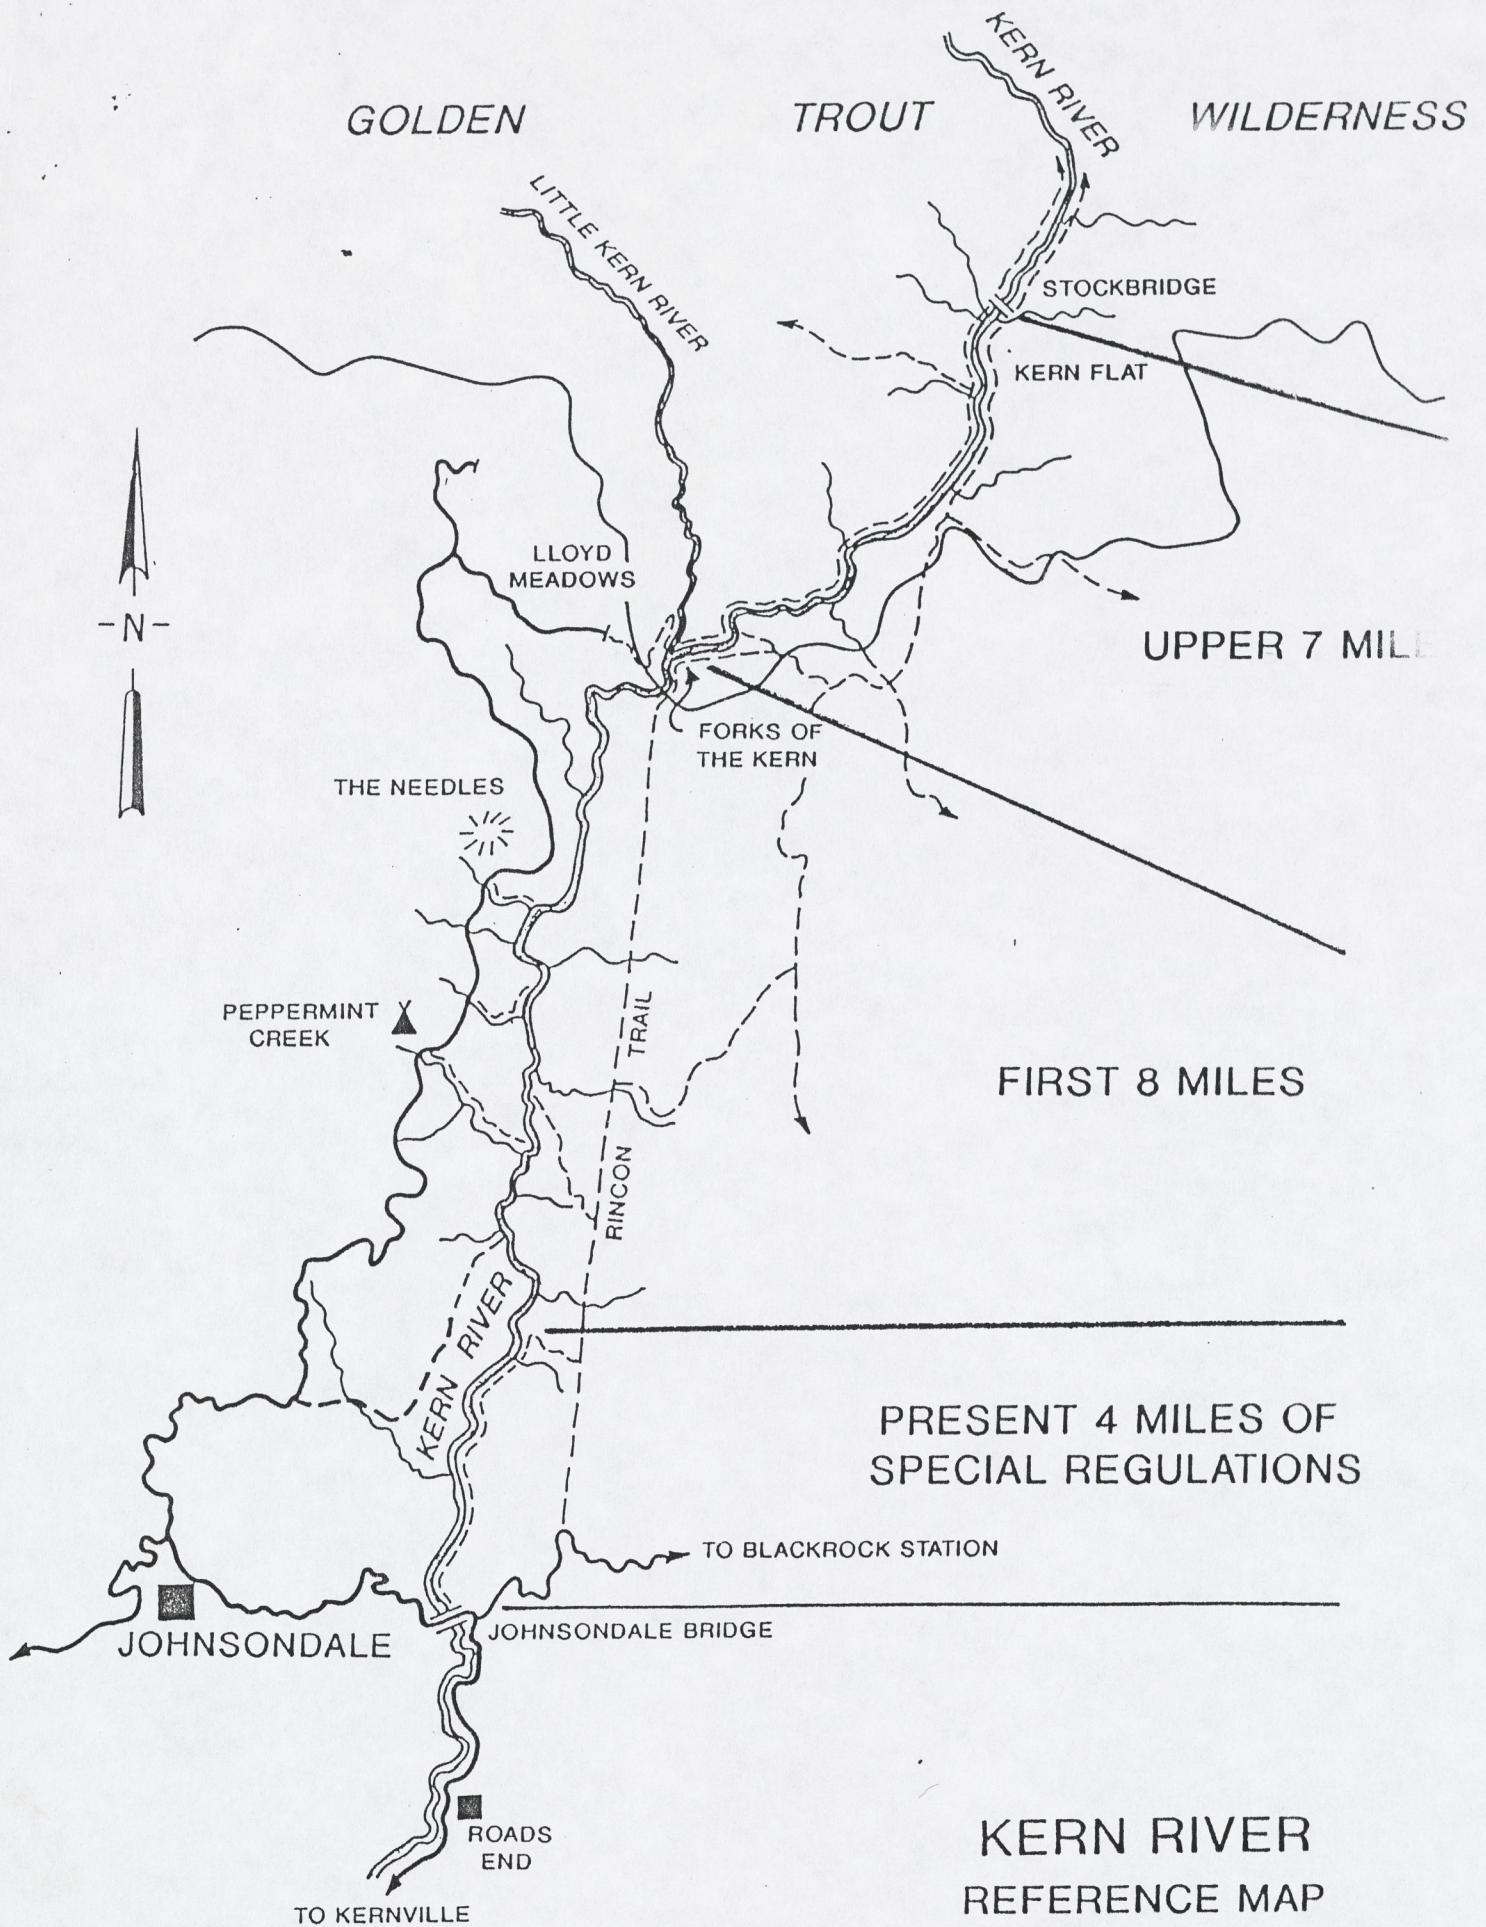 KERN RIVER
GOLDEN TROUT WILDERNESS
LITTLE KERN RIVER
STOCKBRIDGE
KERN FLAT
LLOYD
MEADOWS
-N-
UPPER 7 MIL
FORKS OF
THE KERN
THE NEEDLES
PEPPERMINT
CREEK
RINCON TRAIL
FIRST 8 MILES
KERN RIVER
PRESENT 4 MILES OF
SPECIAL REGULATIONS
TO BLACKROCK STATION
JOHNSONDALE
JOHNSONDALE BRIDGE
ROADS
END
TO KERNVILLE
KERN RIVER
REFERENCE MAP